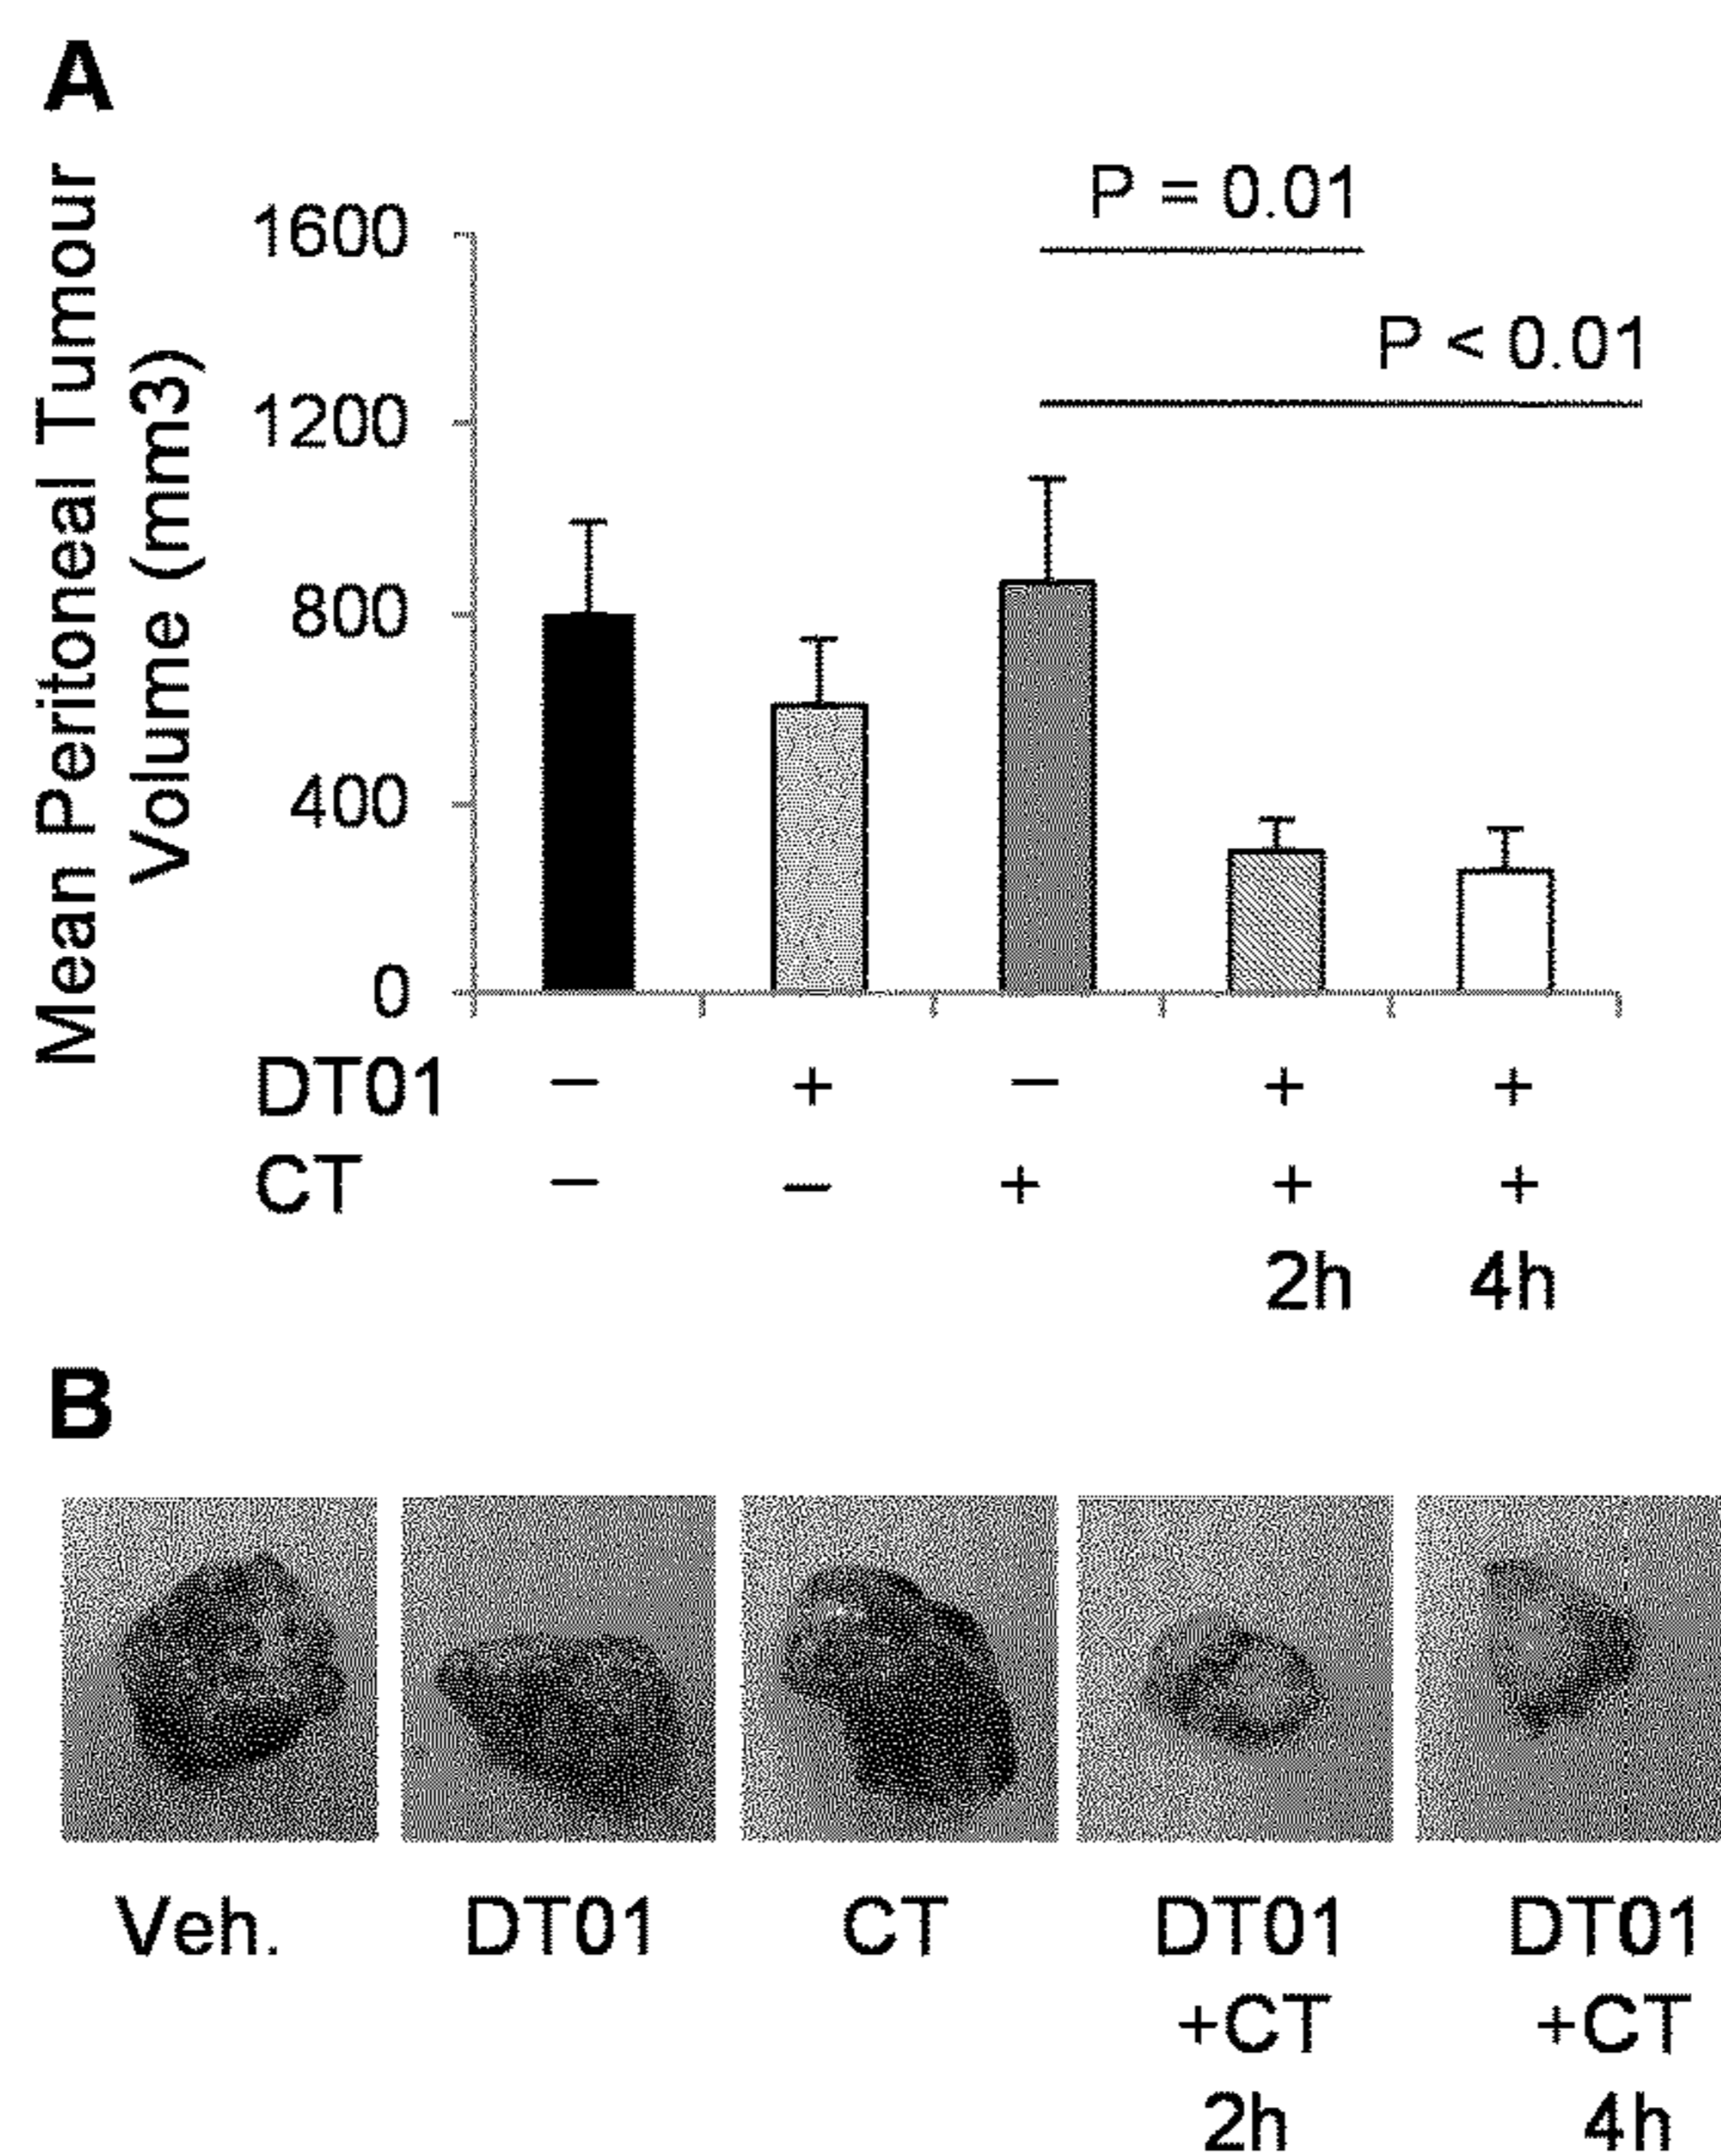 A
Mean Peritoneal Tumour
Volume (mm3)
P = 0.01
P < 0.01
1600
1200
800
400
0
DT01 – + – + +
CT – – + + +
2h 4h
B
Veh. DT01 CT DT01 DT01
+CT +CT
2h 4h